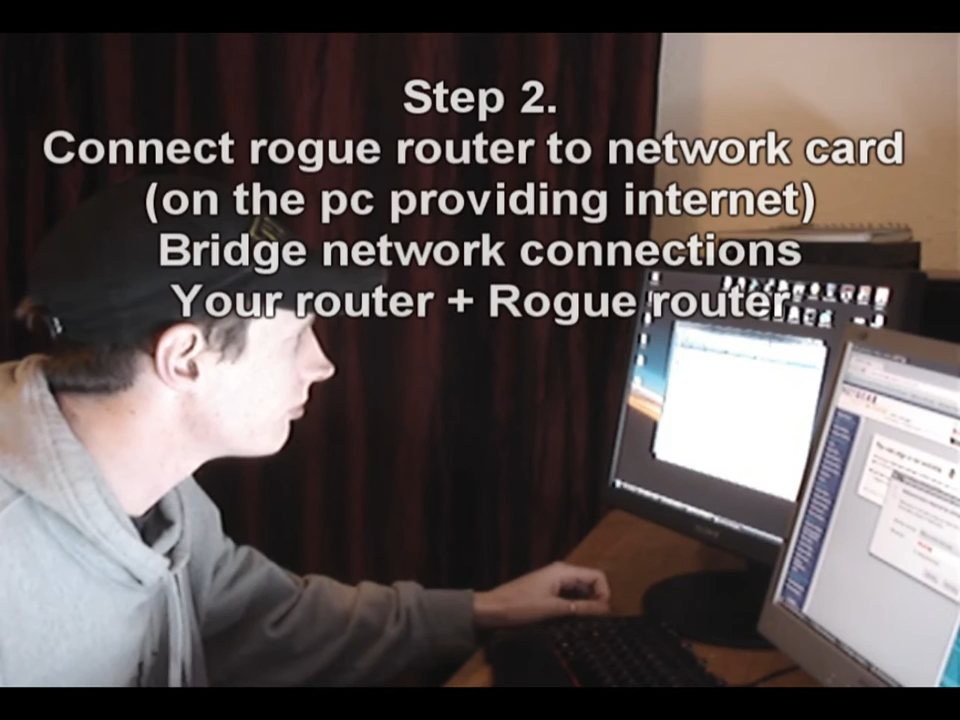 Step 2.
Connect rogue router to network card
(on the pc providing internet)
Bridge network connections
Your router + Rogue router